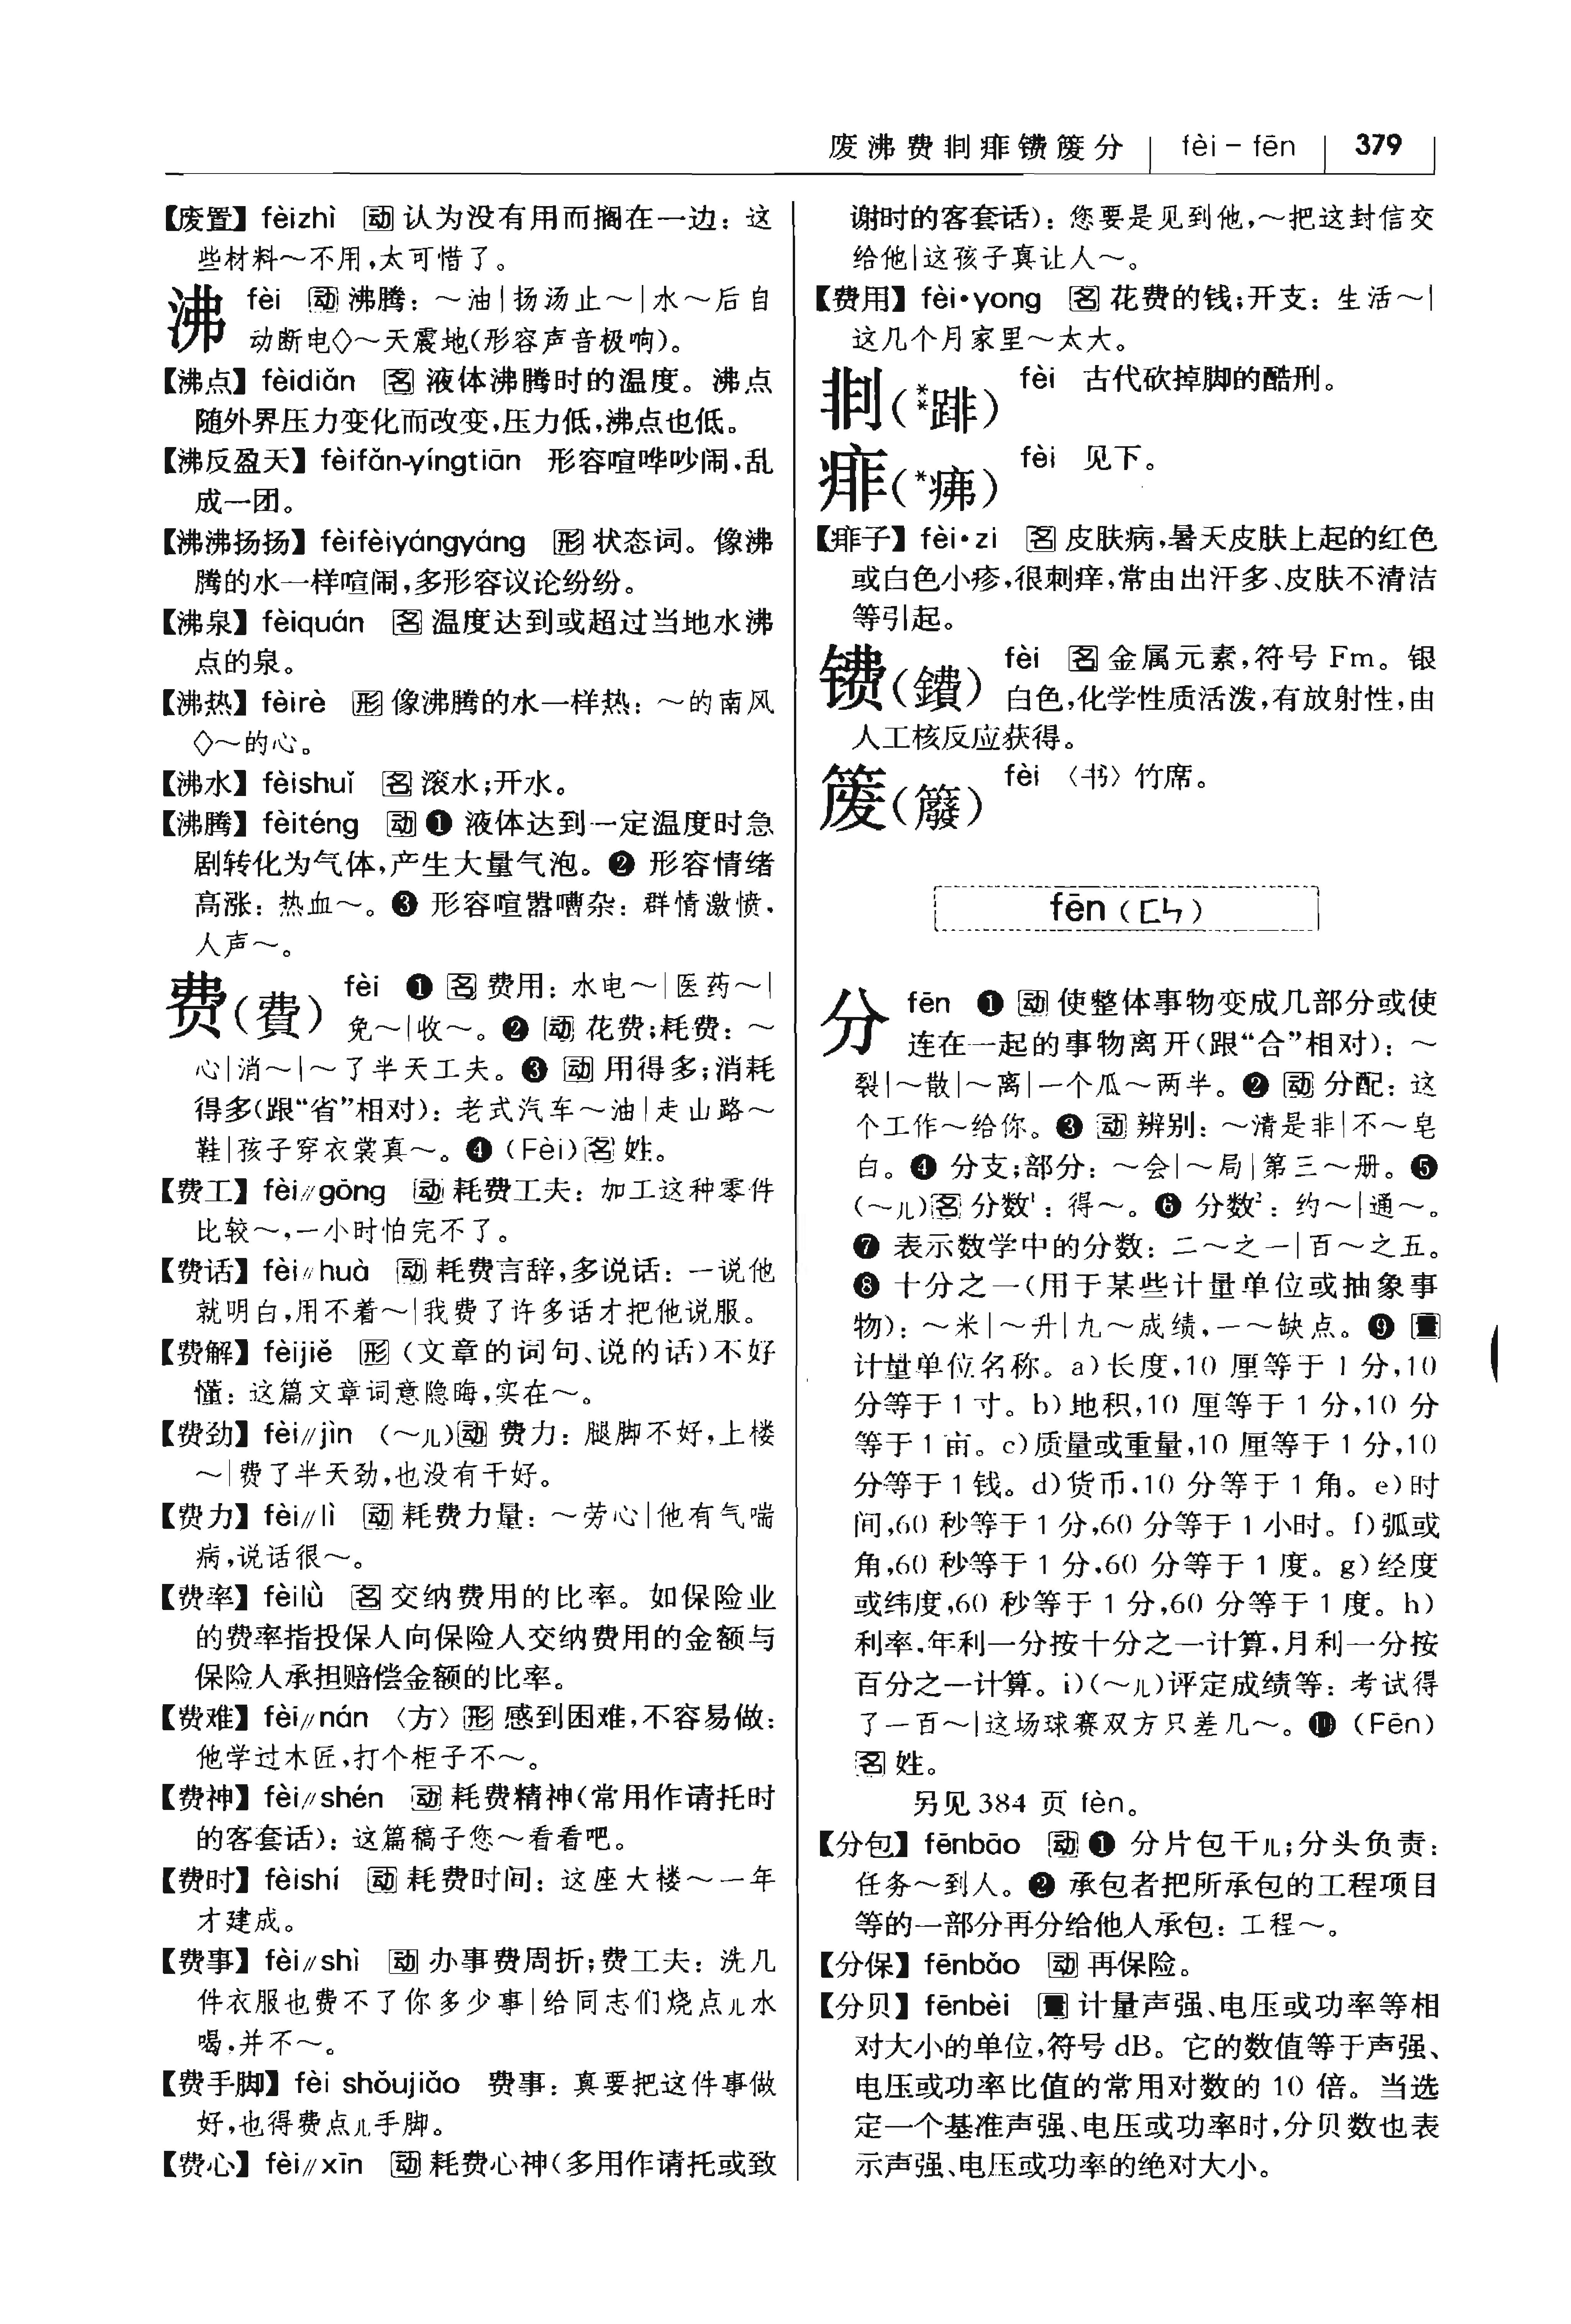 废沸费剕痱镄𥳊分 fèi－fēn 379
【废置】fèizhì 动 认为没有用而搁在一边：这
些材料～不用，太可惜了。
沸 fèi 动 沸腾：～油|扬汤止～|水～后自
动断电◇～天震地(形容声音极响)。
【沸点】fèidiǎn 名 液体沸腾时的温度。沸点
随外界压力变化而改变，压力低，沸点也低。
【沸反盈天】fèifǎn-yíngtiān 形容喧哗吵闹，乱
成一团。
【沸沸扬扬】fèifèiyángyáng 形 状态词。像沸
腾的水一样喧闹，多形容议论纷纷。
【沸泉】fèiquán 名 温度达到或超过当地水沸
点的泉。
【沸热】fèirè 形 像沸腾的水一样热：～的南风
◇～的心。
【沸水】fèishuǐ 名 滚水；开水。
【沸腾】fèiténg 动 ❶ 液体达到一定温度时急
剧转化为气体，产生大量气泡。❷ 形容情绪
高涨：热血～。❸ 形容喧嚣嘈杂：群情激愤，
人声～。
费(費) fèi ❶ 名 费用：水电～|医药～|
免～|收～。❷ 动 花费；耗费：～
心|消～|～了半天工夫。❸ 动 用得多；消耗
得多(跟“省”相对)：老式汽车～油|走山路～
鞋|孩子穿衣裳真～。❹ (Fèi)名 姓。
【费工】fèi∥gōng 动 耗费工夫：加工这种零件
比较～，一小时怕完不了。
【费话】fèi∥huà 动 耗费言辞，多说话：一说他
就明白，用不着～|我费了许多话才把他说服。
【费解】fèijiě 形 (文章的词句、说的话)不好
懂：这篇文章词意隐晦，实在～。
【费劲】fèi∥jìn (～儿)动 费力：腿脚不好，上楼
～|费了半天劲，也没有干好。
【费力】fèi∥lì 动 耗费力量：～劳心|他有气喘
病，说话很～。
【费率】fèilǜ 名 交纳费用的比率。如保险业
的费率指投保人向保险人交纳费用的金额与
保险人承担赔偿金额的比率。
【费难】fèi∥nán 〈方〉形 感到困难，不容易做：
他学过木匠，打个柜子不～。
【费神】fèi∥shén 动 耗费精神(常用作请托时
的客套话)：这篇稿子您～看看吧。
【费时】fèishí 动 耗费时间：这座大楼～一年
才建成。
【费事】fèi∥shì 动 办事费周折；费工夫：洗几
件衣服也费不了你多少事|给同志们烧点儿水
喝，并不～。
【费手脚】fèi shǒujiǎo 费事：真要把这件事做
好，也得费点儿手脚。
【费心】fèi∥xīn 动 耗费心神(多用作请托或致
谢时的客套话)：您要是见到他，～把这封信交
给他|这孩子真让人～。
【费用】fèi·yong 名 花费的钱；开支：生活～|
这几个月家里～太大。
剕(**跸) fèi 古代砍掉脚的酷刑。
痱(*疿) fèi 见下。
【痱子】fèi·zi 名 皮肤病，暑天皮肤上起的红色
或白色小疹，很刺痒，常由出汗多、皮肤不清洁
等引起。
镄(鐨) fèi 名 金属元素，符号 Fm。银
白色，化学性质活泼，有放射性，由
人工核反应获得。
𥳊(癈) fèi 〈书〉竹席。
fēn (ㄈㄣ)
分 fēn ❶ 动 使整体事物变成几部分或使
连在一起的事物离开(跟“合”相对)：～
裂|～散|～离|一个瓜～两半。❷ 动 分配：这
个工作～给你。❸ 动 辨别：～清是非|不～皂
白。❹ 分支；部分：～会|～局|第三～册。❺
(～儿)名 分数¹：得～。❻ 分数²：约～|通～。
❼ 表示数学中的分数：二～之一|百～之五。
❽ 十分之一(用于某些计量单位或抽象事
物)：～米|～升|九～成绩，一～缺点。❾ 量
计量单位名称。a)长度，10 厘等于 1 分，10
分等于 1 寸。b)地积，10 厘等于 1 分，10 分
等于 1 亩。c)质量或重量，10 厘等于 1 分，10
分等于 1 钱。d)货币，10 分等于 1 角。e)时
间，60 秒等于 1 分，60 分等于 1 小时。f)弧或
角，60 秒等于 1 分，60 分等于 1 度。g)经度
或纬度，60 秒等于 1 分，60 分等于 1 度。h)
利率，年利一分按十分之一计算，月利一分按
百分之一计算。i)(～儿)评定成绩等：考试得
了一百～|这场球赛双方只差几～。❿ (Fēn)
名 姓。
另见 384 页 fèn。
【分包】fēnbāo 动 ❶ 分片包干儿；分头负责：
任务～到人。❷ 承包者把所承包的工程项目
等的一部分再分给他人承包：工程～。
【分保】fēnbǎo 动 再保险。
【分贝】fēnbèi 量 计量声强、电压或功率等相
对大小的单位，符号 dB。它的数值等于声强、
电压或功率比值的常用对数的 10 倍。当选
定一个基准声强、电压或功率时，分贝数也表
示声强、电压或功率的绝对大小。